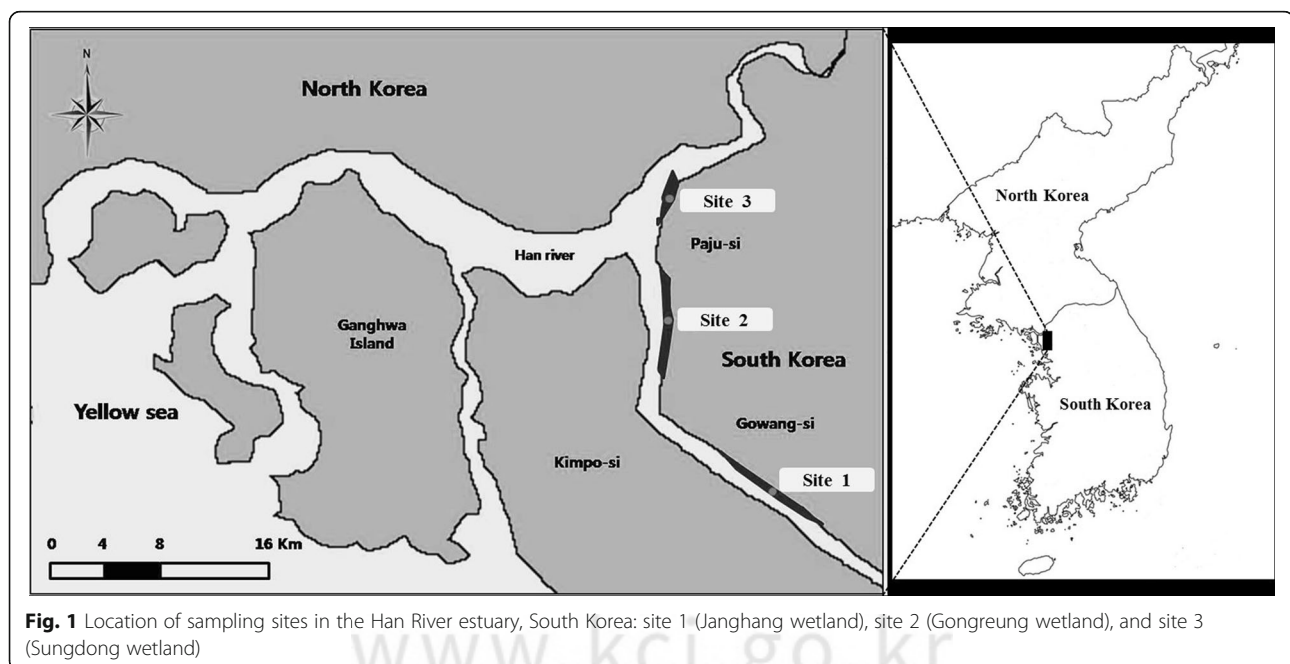 N
North Korea
Site 3
Paju-si
Han river
Site 2
Ganghwa
Island
South Korea
Yellow sea
Gowang-si
Kimpo-si
Site 1
0 4 8 16 Km
North Korea
South Korea
Fig. 1 Location of sampling sites in the Han River estuary, South Korea: site 1 (Janghang wetland), site 2 (Gongreung wetland), and site 3
(Sungdong wetland)
www.kci.go.kr